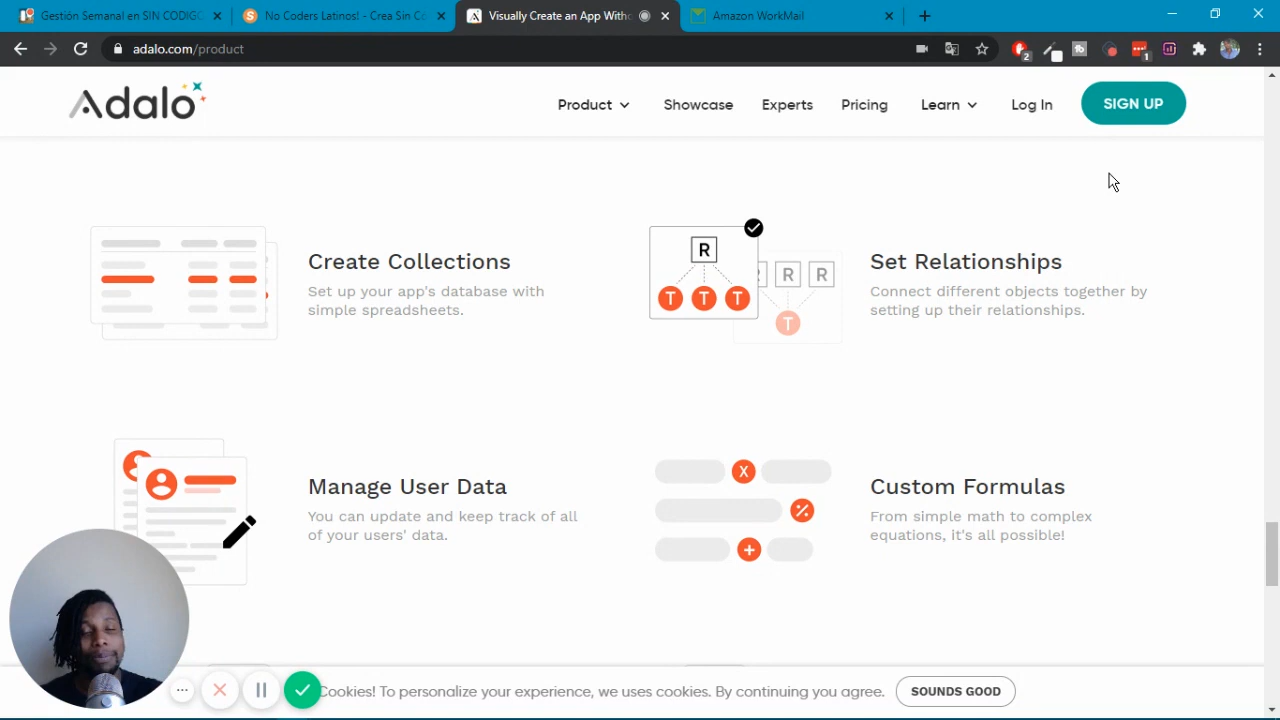 Gestión Semanal en SIN CODIGO
No Coders Latinos! - Crea Sin Có
Visually Create an App Witho
Amazon WorkMail
adalo.com/product
2
1
Adalo
Product
Showcase
Experts
Pricing
Learn
Log In
SIGN UP
R
T T T
R R
T
Create Collections
Set up your app's database with
simple spreadsheets.
Set Relationships
Connect different objects together by
setting up their relationships.
Manage User Data
You can update and keep track of all
of your users' data.
X
%
+
Custom Formulas
From simple math to complex
equations, it's all possible!
Cookies! To personalize your experience, we uses cookies. By continuing you agree.
SOUNDS GOOD